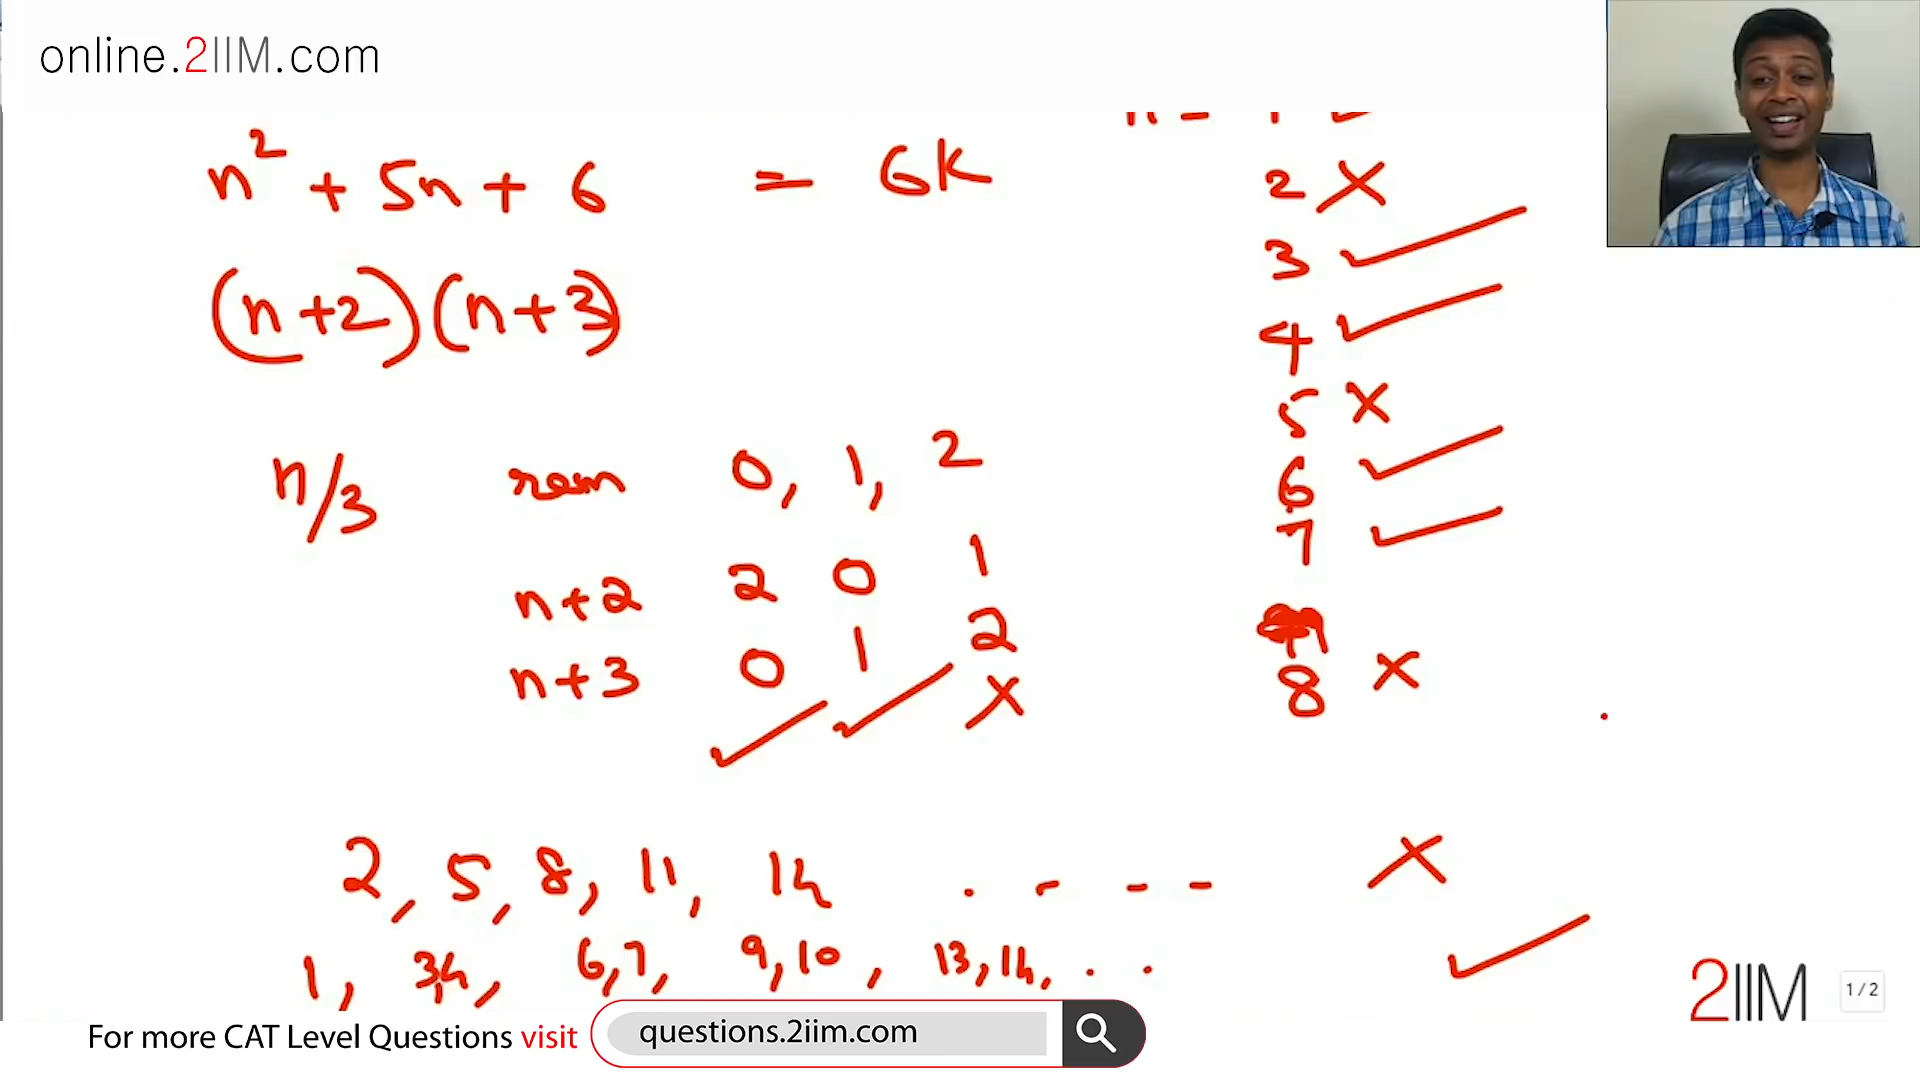 online.2IIM.com
n² + 5n + 6 = 6K
(n+2)(n+3)
2 X
3 ✓
4 ✓
5 X
6 ✓
7 ✓
8 X
n/3 rem 0, 1, 2
n+2 2 0 1
n+3 0 1 2
✓ ✓ X
2, 5, 8, 11, 14 . - - - X
1, 3,4, 6,7, 9,10, 13,14, . . ✓
2IIM 1/2
For more CAT Level Questions visit questions.2iim.com